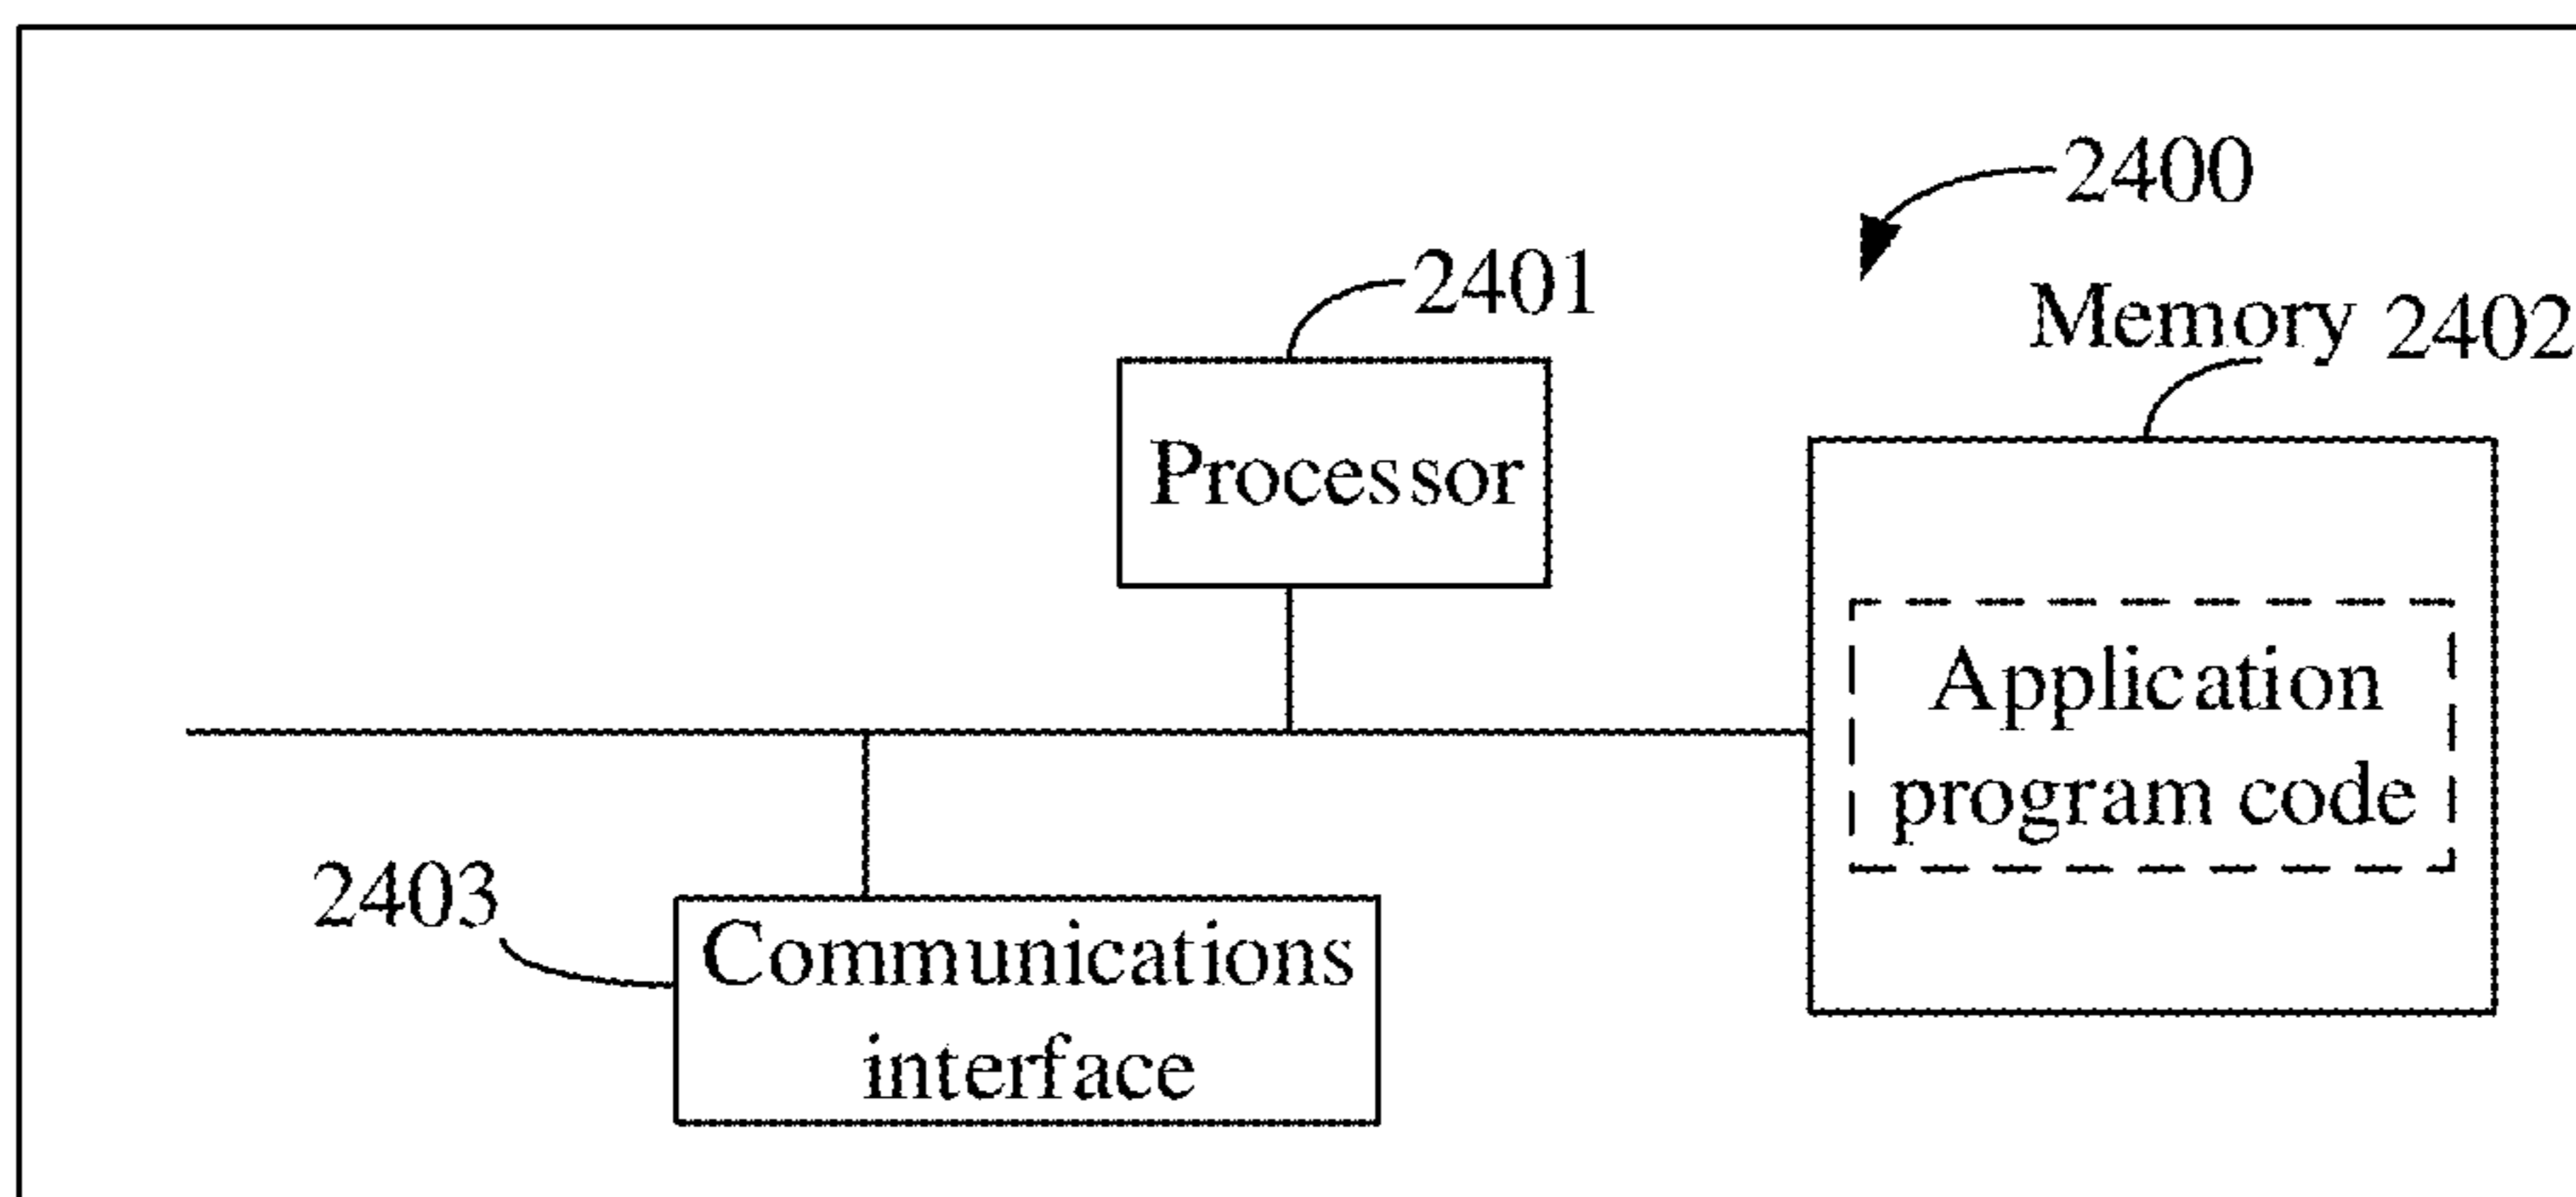 2400
2401
Memory 2402
Processor
Application
program code
2403
Communications
interface